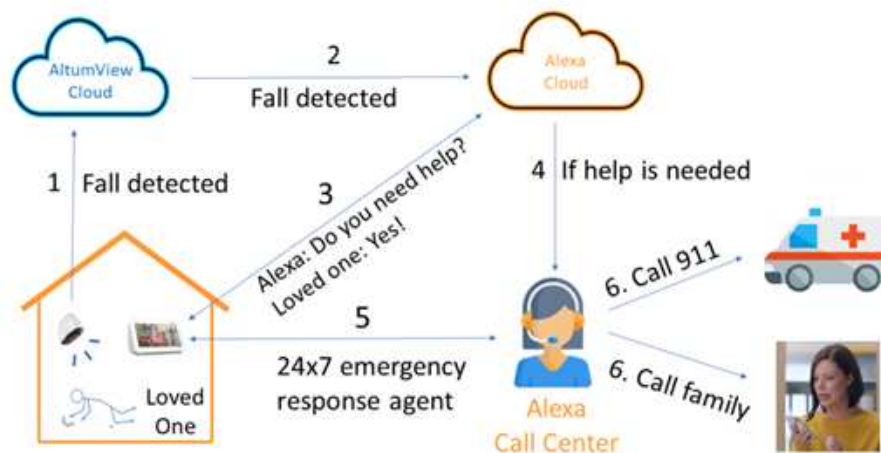 AltumView
Cloud
2
Fall detected
Alexa
Cloud
1 Fall detected
3
Alexa: Do you need help?
Loved one: Yes!
4 If help is needed
5
24x7 emergency
response agent
Loved
One
Alexa
Call Center
6. Call 911
6. Call family